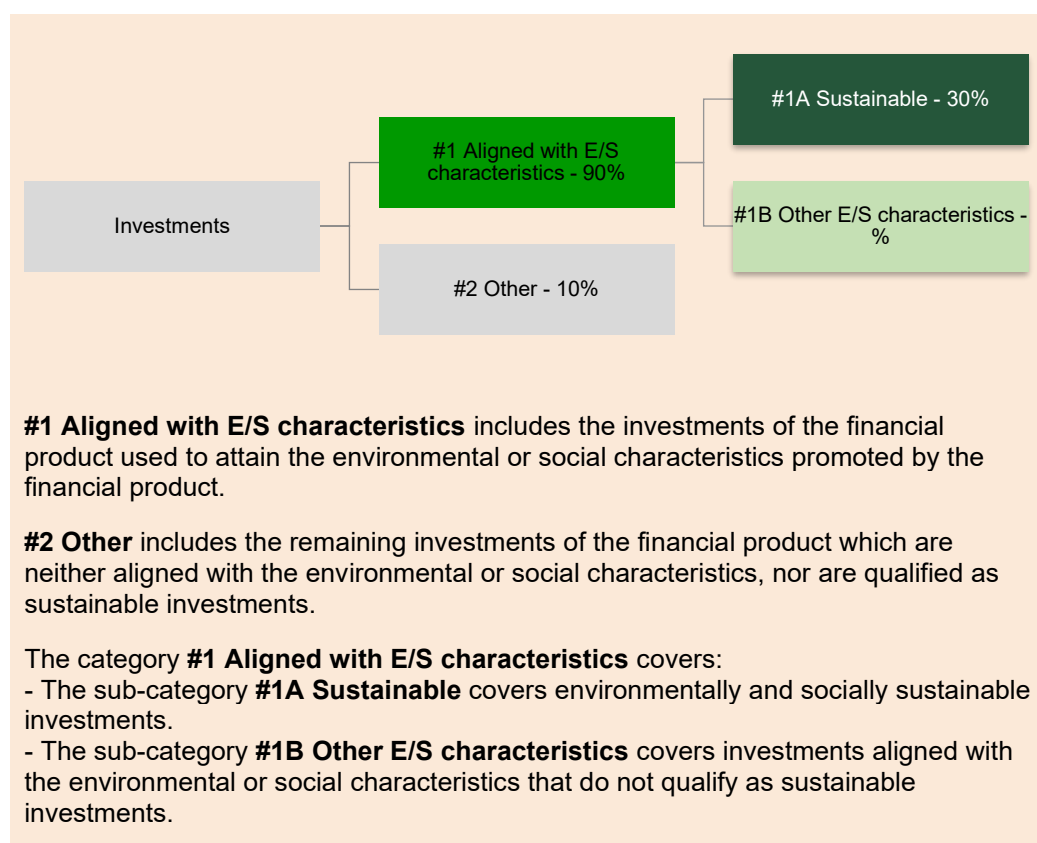 #1A Sustainable - 30%
#1 Aligned with E/S
characteristics - 90%
#1B Other E/S characteristics -
%
Investments
#2 Other - 10%
#1 Aligned with E/S characteristics includes the investments of the financial
product used to attain the environmental or social characteristics promoted by the
financial product.
#2 Other includes the remaining investments of the financial product which are
neither aligned with the environmental or social characteristics, nor are qualified as
sustainable investments.
The category #1 Aligned with E/S characteristics covers:
- The sub-category #1A Sustainable covers environmentally and socially sustainable
investments.
- The sub-category #1B Other E/S characteristics covers investments aligned with
the environmental or social characteristics that do not qualify as sustainable
investments.